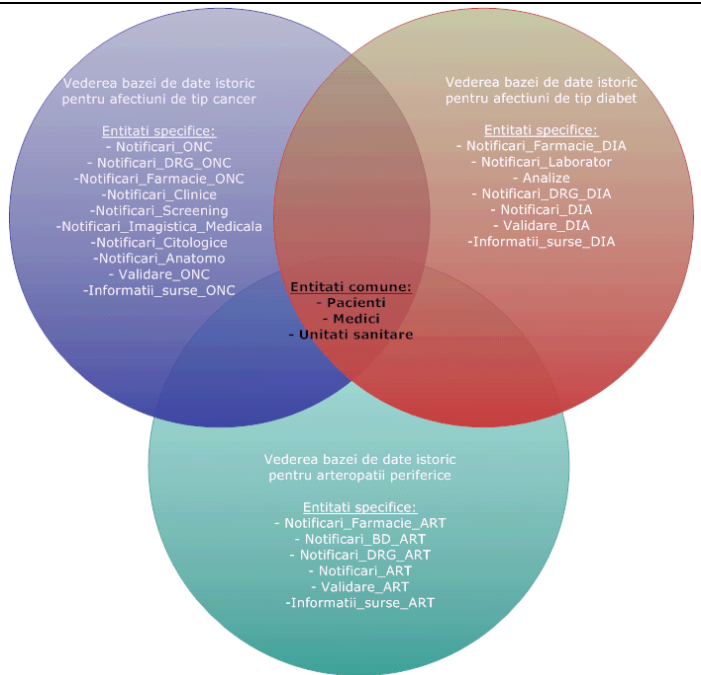 Vederea bazei de date istoric
pentru afectiuni de tip cancer
Entitati specifice:
- Notificari_ONC
- Notificari_DRG_ONC
-Notificari_Farmacie_ONC
-Notificari_Clinice
-Notificari_Screening
-Notificari_Imagistica_Medicala
-Notificari_Citologice
-Notificari_Anatomo
- Validare_ONC
-Informatii_surse_ONC
Vederea bazei de date istoric
pentru afectiuni de tip diabet
Entitati specifice:
- Notificari_Farmacie_DIA
- Notificari_Laborator
- Analize
- Notificari_DRG_DIA
- Notificari_DIA
- Validare_DIA
-Informatii_surse_DIA
Entitati comune:
- Pacienti
- Medici
- Unitati sanitare
Vederea bazei de date istoric
pentru arteropatii periferice
Entitati specifice:
- Notificari_Farmacie_ART
- Notificari_BD_ART
- Notificari_DRG_ART
- Notificari_ART
- Validare_ART
-Informatii_surse_ART